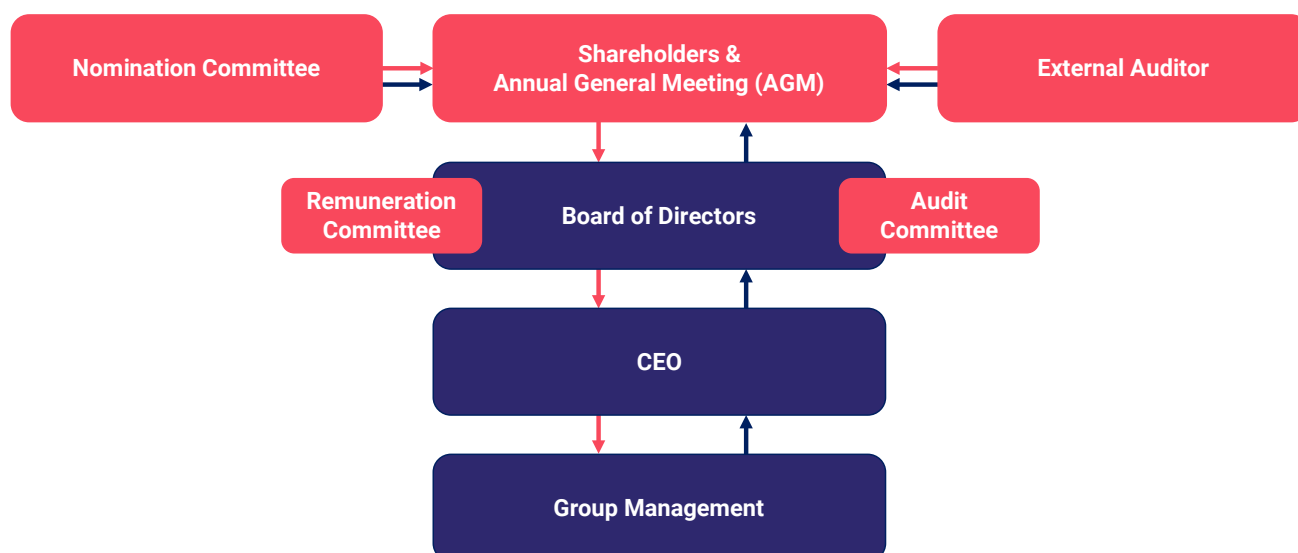 Nomination Committee
Shareholders &
Annual General Meeting (AGM)
External Auditor
Remuneration
Committee
Board of Directors
Audit
Committee
CEO
Group Management